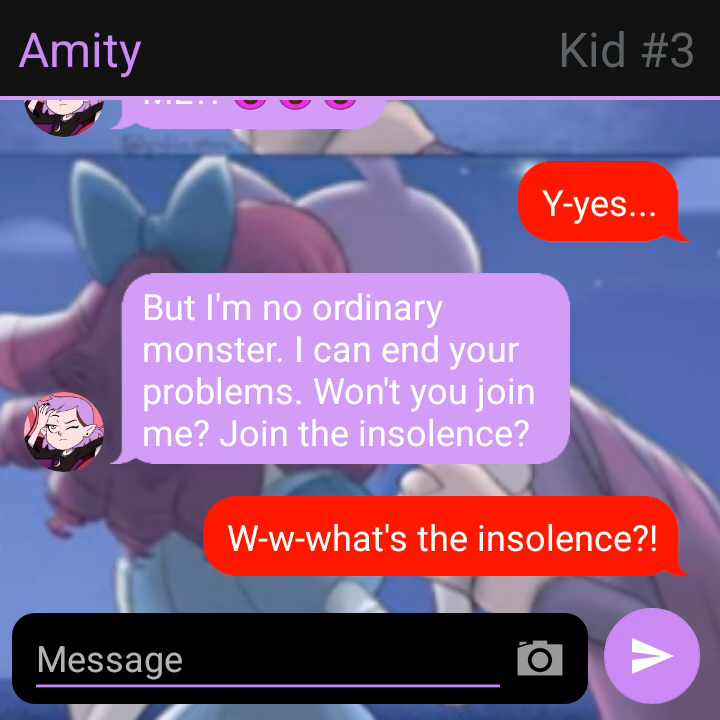 Amity
Kid #3
ME??
Y-yes...
But I'm no ordinary
monster. I can end your
problems. Won't you join
me? Join the insolence?
W-w-what's the insolence?!
Message